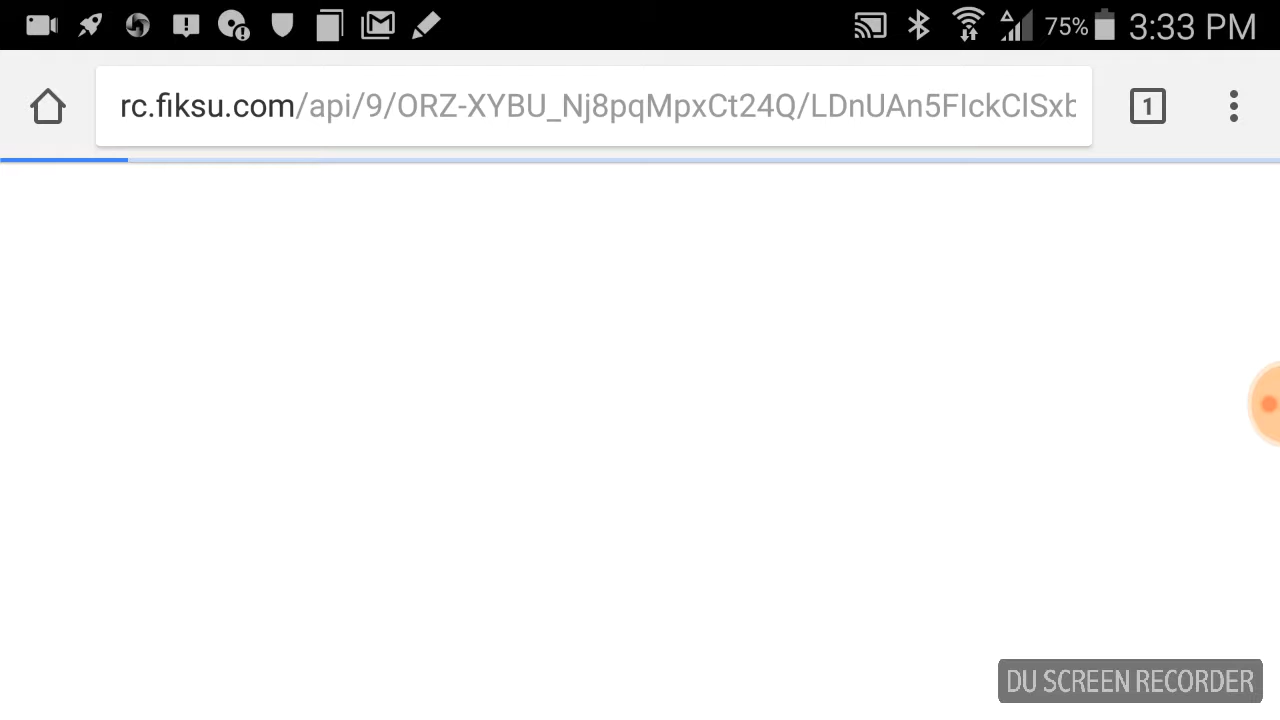 75% 3:33 PM
rc.fiksu.com/api/9/ORZ-XYBU_Nj8pqMpxCt24Q/LDnUAn5FIckClSxb
1
DU SCREEN RECORDER